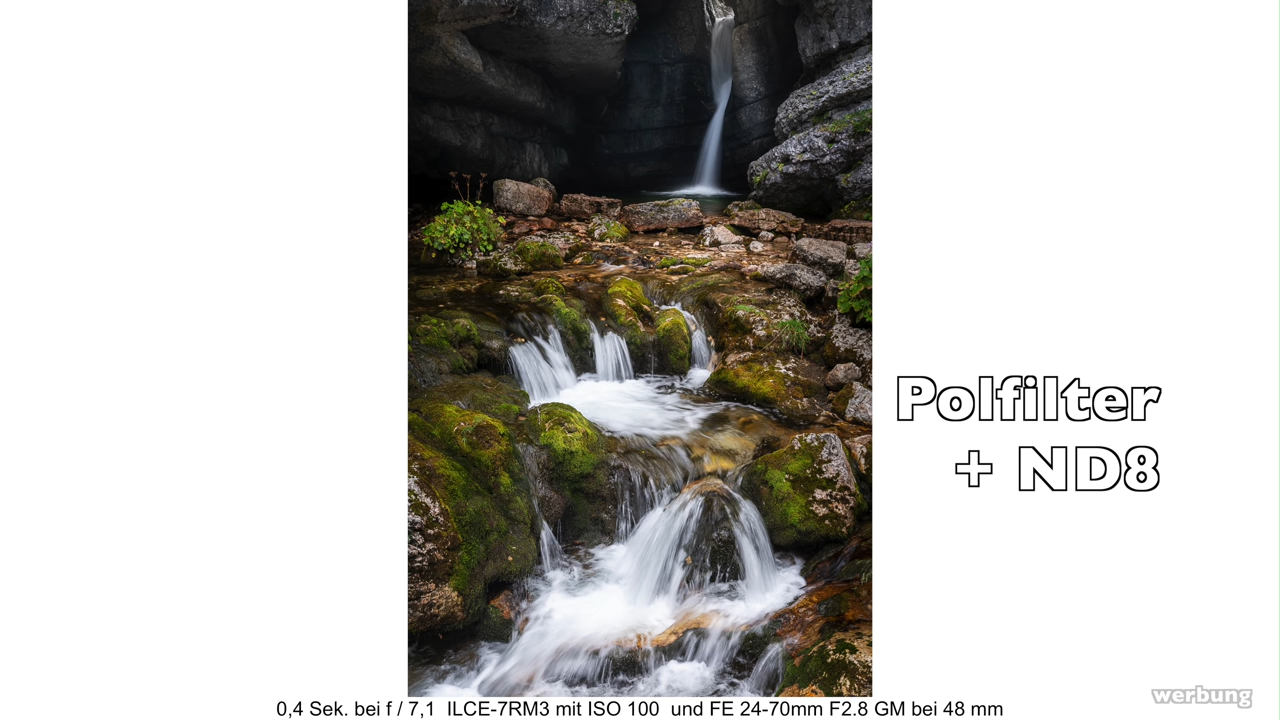 Polfilter
+ ND8
werbung
0,4 Sek. bei f / 7,1  ILCE-7RM3 mit ISO 100  und FE 24-70mm F2.8 GM bei 48 mm